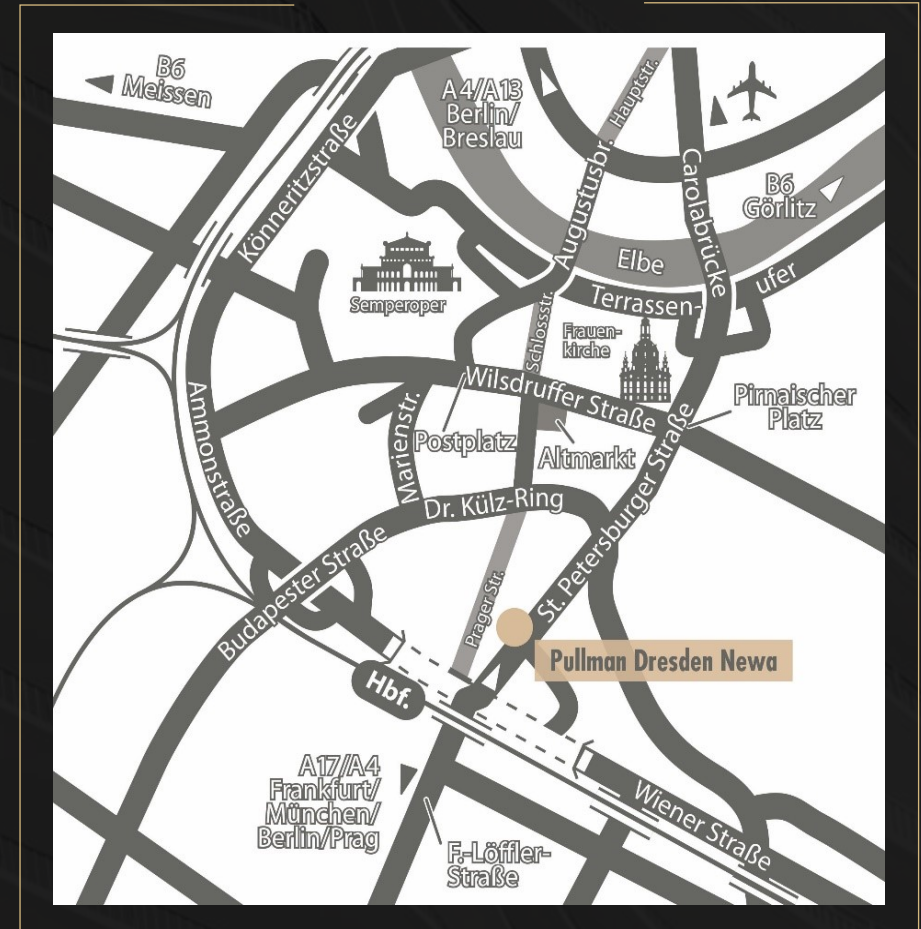 B6
Meissen
A4/A13
Berlin/
Breslau
Hauptstr.
Könneritzstraße
Augustusbr.
Carolabrücke
B6
Görlitz
Elbe
Semperoper
Terrassen-
ufer
Schlossstr.
Frauen-
kirche
Wilsdruffer Straße
Pirnaischer
Platz
Ammonstraße
Marienstr.
Postplatz
Altmarkt
Dr. Külz-Ring
St. Petersburger Straße
Budapester Straße
Prager Str.
Pullman Dresden Newa
Hbf.
A17/A4
Frankfurt/
München/
Berlin/Prag
Wiener Straße
F.-Löffler-
Straße